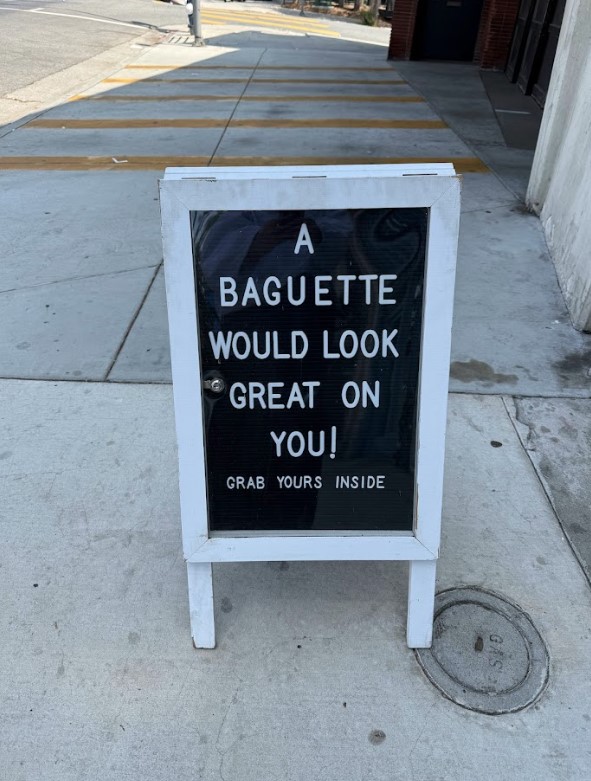 A
BAGUETTE
WOULD LOOK
GREAT ON
YOU!
GRAB YOURS INSIDE
GAS